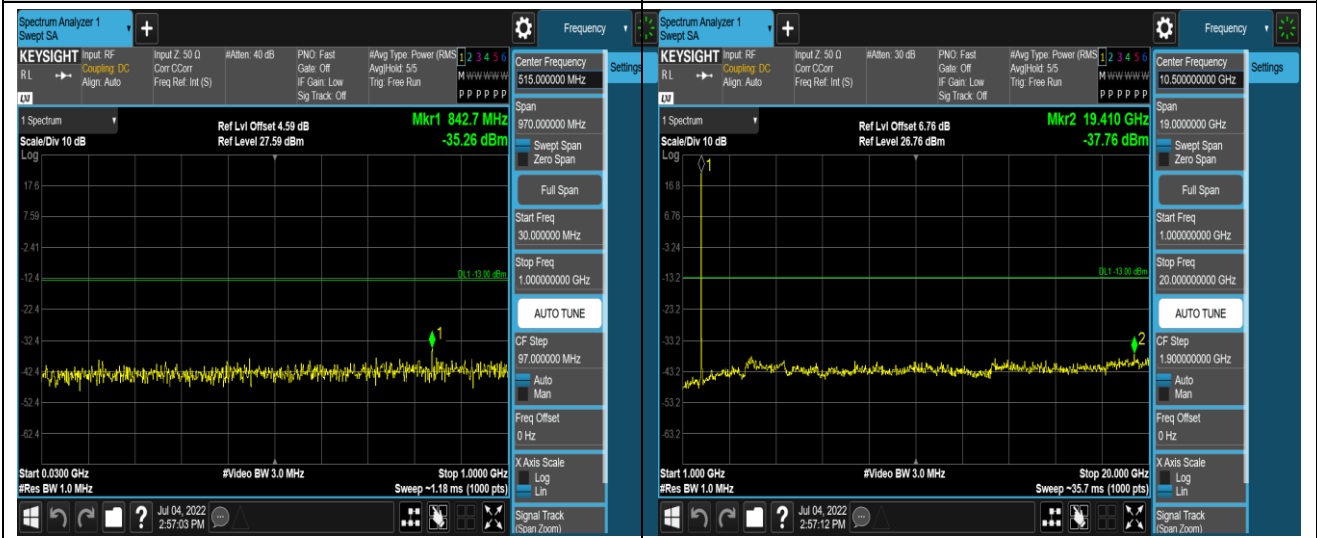 Spectrum Analyzer 1
Swept SA
Frequency
KEYSIGHT
RL
LXI
Input: RF
Coupling: DC
Align: Auto
Input Z: 50 Ω
Corr CCorr
Freq Ref: Int (S)
#Atten: 40 dB
PNO: Fast
Gate: Off
IF Gain: Low
Sig Track: Off
#Avg Type: Power (RMS
Avg|Hold: 5/5
Trig: Free Run
1 2 3 4 5 6
M W W W W W
P P P P P P
Center Frequency
515.000000 MHz
Settings
1 Spectrum
Scale/Div 10 dB
Ref Lvl Offset 4.59 dB
Ref Level 27.59 dBm
Mkr1 842.7 MHz
-35.26 dBm
Span
970.000000 MHz
Swept Span
Zero Span
Full Span
Start Freq
30.000000 MHz
Stop Freq
1.000000000 GHz
AUTO TUNE
CF Step
97.000000 MHz
Auto
Man
Freq Offset
0 Hz
X Axis Scale
Log
Lin
Signal Track
(Span Zoom)
Log
17.6
7.59
-2.41
-12.4
-22.4
-32.4
-42.4
-52.4
-62.4
DL1 -13.00 dBm
1
Start 0.0300 GHz
#Res BW 1.0 MHz
#Video BW 3.0 MHz
Stop 1.0000 GHz
Sweep ~1.18 ms (1000 pts)
?
Jul 04, 2022
2:57:03 PM
Spectrum Analyzer 1
Swept SA
Frequency
KEYSIGHT
RL
LXI
Input: RF
Coupling: DC
Align: Auto
Input Z: 50 Ω
Corr CCorr
Freq Ref: Int (S)
#Atten: 30 dB
PNO: Fast
Gate: Off
IF Gain: Low
Sig Track: Off
#Avg Type: Power (RMS
Avg|Hold: 5/5
Trig: Free Run
1 2 3 4 5 6
M W W W W W
P P P P P P
Center Frequency
10.500000000 GHz
Settings
1 Spectrum
Scale/Div 10 dB
Ref Lvl Offset 6.76 dB
Ref Level 26.76 dBm
Mkr2 19.410 GHz
-37.76 dBm
Span
19.0000000 GHz
Swept Span
Zero Span
Full Span
Start Freq
1.000000000 GHz
Stop Freq
20.000000000 GHz
AUTO TUNE
CF Step
1.900000000 GHz
Auto
Man
Freq Offset
0 Hz
X Axis Scale
Log
Lin
Signal Track
(Span Zoom)
Log
16.8
6.76
-3.24
-13.2
-23.2
-33.2
-43.2
-53.2
-63.2
1
DL1 -13.00 dBm
2
Start 1.000 GHz
#Res BW 1.0 MHz
#Video BW 3.0 MHz
Stop 20.000 GHz
Sweep ~35.7 ms (1000 pts)
?
Jul 04, 2022
2:57:12 PM